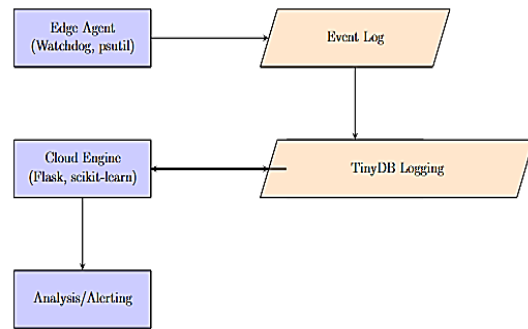 Edge Agent
(Watchdog, psutil)
Event Log
Cloud Engine
(Flask, scikit-learn)
TinyDB Logging
Analysis/Alerting